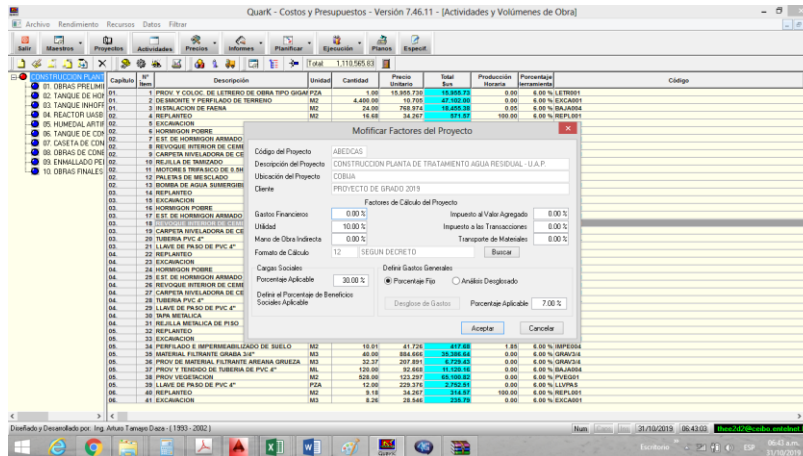 QuarK - Costos y Presupuestos - Versión 7.46.11 - [Actividades y Volúmenes de Obra]
Archivo Rendimiento Recursos Datos Filtrar
Salir Maestros Proyectos Actividades Precios Informes Planificar Ejecución Planos Especif.
Total 1,110,565.83
CONSTRUCCION PLANT
01. OBRAS PRELIMI
02. TANQUE DE HO
03. TANQUE INHOFF
04. REACTOR UASB
05. HUMEDAL ARTIF
06. TANQUE DE CO
07. CASETA DE CON
08. OBRAS DE CONE
09. ENMALLADO PE
10. OBRAS FINALES
Capítulo N° Item Descripción Unidad Cantidad Precio Unitario Total Sus Producción Horaria Porcentaje Herramienta Código
01. 1 PROV. Y COLOC. DE LETRERO DE OBRA TIPO GIGA PZA 1.00 15,955.730 15,955.73 0.00 6.00 % LETR001
01. 2 DESMONTE Y PERFILADO DE TERRENO M2 4,400.00 10.705 47,102.00 0.00 6.00 % EXCA001
02. 3 INSTALACION DE FAENA M2 24.00 768.974 18,455.38 0.05 6.00 % BAJA004
02. 4 REPLANTEO M2 16.68 34.267 571.57 100.00 6.00 % REPL001
02. 5 EXCAVACION
02. 6 HORMIGON POBRE
02. 7 EST. DE HORMIGON ARMADO
02. 8 REVOQUE INTERIOR DE CEME
02. 9 CARPETA NIVELADORA DE CE
02. 10 REJILLA DE TAMIZADO
02. 11 MOTORES TRIFASICO DE 0.5H
02. 12 PALETAS DE MESCLADO
02. 13 BOMBA DE AGUA SUMERGIBL
03. 14 REPLANTEO
03. 15 EXCAVACION
03. 16 HORMIGON POBRE
03. 17 EST. DE HORMIGON ARMADO
03. 18 REVOQUE INTERIOR DE CEME
03. 19 CARPETA NIVELADORA DE CE
03. 20 TUBERIA PVC 4"
03. 21 LLAVE DE PASO DE PVC 4"
04. 22 REPLANTEO
04. 23 EXCAVACION
04. 24 HORMIGON POBRE
04. 25 EST. DE HORMIGON ARMADO
04. 26 REVOQUE INTERIOR DE CEME
04. 27 CARPETA NIVELADORA DE CE
04. 28 TUBERIA PVC 4"
04. 29 LLAVE DE PASO DE PVC 4"
04. 30 TAPA METALICA
04. 31 REJILLA METALICA DE PISO
05. 32 REPLANTEO
05. 33 EXCAVACION
05. 34 PERFILADO E IMPERMEABILIZADO DE SUELO M2 10.01 41.726 417.68 1.85 6.00 % IMPE004
05. 35 MATERIAL FILTRANTE GRABA 3/4" M3 40.00 884.666 35,386.64 0.00 6.00 % GRAV3/4
05. 36 PROV DE MATERIAL FILTRANTE AREANA GRUEZA M3 32.37 207.891 6,729.43 0.00 6.00 % GRAV3/4
05. 37 PROV Y TENDIDO DE TUBERIA DE PVC 4" ML 120.00 92.668 11,120.16 0.00 6.00 % BAJA004
05. 38 PROV VEGETACION M2 528.00 123.297 65,100.82 0.00 6.00 % PVEG01
05. 39 LLAVE DE PASO DE PVC 4" PZA 12.00 229.376 2,752.51 0.00 6.00 % LLVPAS
06. 40 REPLANTEO M2 9.18 34.267 314.57 100.00 6.00 % REPL001
06. 41 EXCAVACION M3 8.26 28.546 235.79 0.00 6.00 % EXCA001
Modificar Factores del Proyecto
Código del Proyecto ABEDCAS
Descripción del Proyecto CONSTRUCCION PLANTA DE TRATAMIENTO AGUA RESIDUAL - U.A.P.
Ubicación del Proyecto COBIJA
Cliente PROYECTO DE GRADO 2019
Factores de Cálculo del Proyecto
Gastos Financieros 0.00 % Impuesto al Valor Agregado 0.00 %
Utilidad 10.00 % Impuesto a las Transacciones 0.00 %
Mano de Obra Indirecta 0.00 % Transporte de Materiales 0.00 %
Formato de Cálculo 12 SEGUN DECRETO Buscar
Cargas Sociales Definir Gastos Generales
Porcentaje Aplicable 30.00 % Porcentaje Fijo Análisis Desglosado
Definir el Porcentaje de Beneficios Sociales Aplicable
Desglose de Gastos Porcentaje Aplicable 7.00 %
Aceptar Cancelar
Diseñado y Desarrollado por: Ing. Arturo Tamayo Daza - ( 1993 - 2002 ) Num 31/10/2019 06:43:03 thee2d2@ceibo.entelnet
Escritorio ESP 06:43 a.m.
31/10/2019